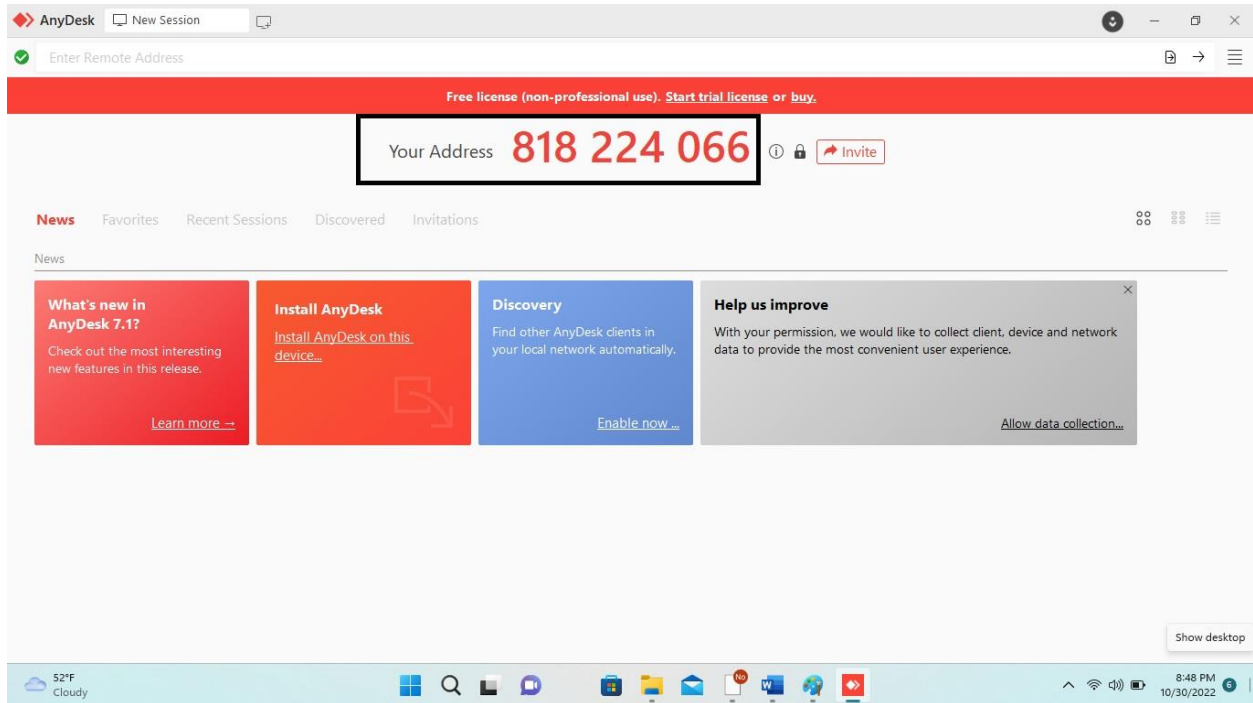 AnyDesk New Session
Enter Remote Address
Free license (non-professional use). Start trial license or buy.
Your Address 818 224 066 Invite
News Favorites Recent Sessions Discovered Invitations
News
What's new in
AnyDesk 7.1?
Check out the most interesting
new features in this release.
Learn more →
Install AnyDesk
Install AnyDesk on this
device...
Discovery
Find other AnyDesk clients in
your local network automatically.
Enable now ...
Help us improve
With your permission, we would like to collect client, device and network
data to provide the most convenient user experience.
Allow data collection...
Show desktop
52°F
Cloudy
No
W
8:48 PM
10/30/2022
6